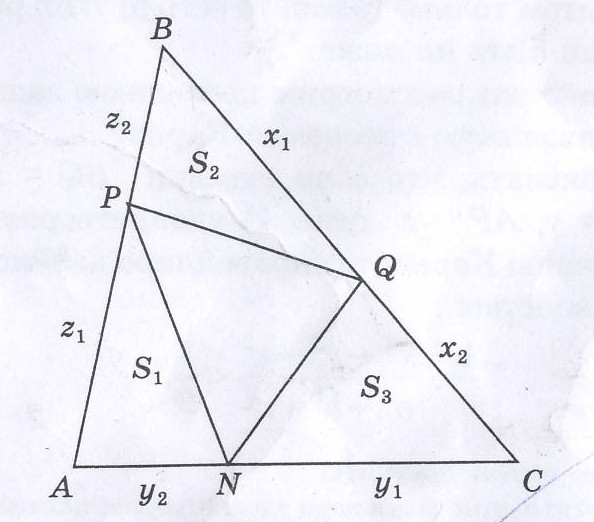 B
z₂
x₁
S₂
P
Q
z₁
x₂
S₁
S₃
A
y₂
N
y₁
C